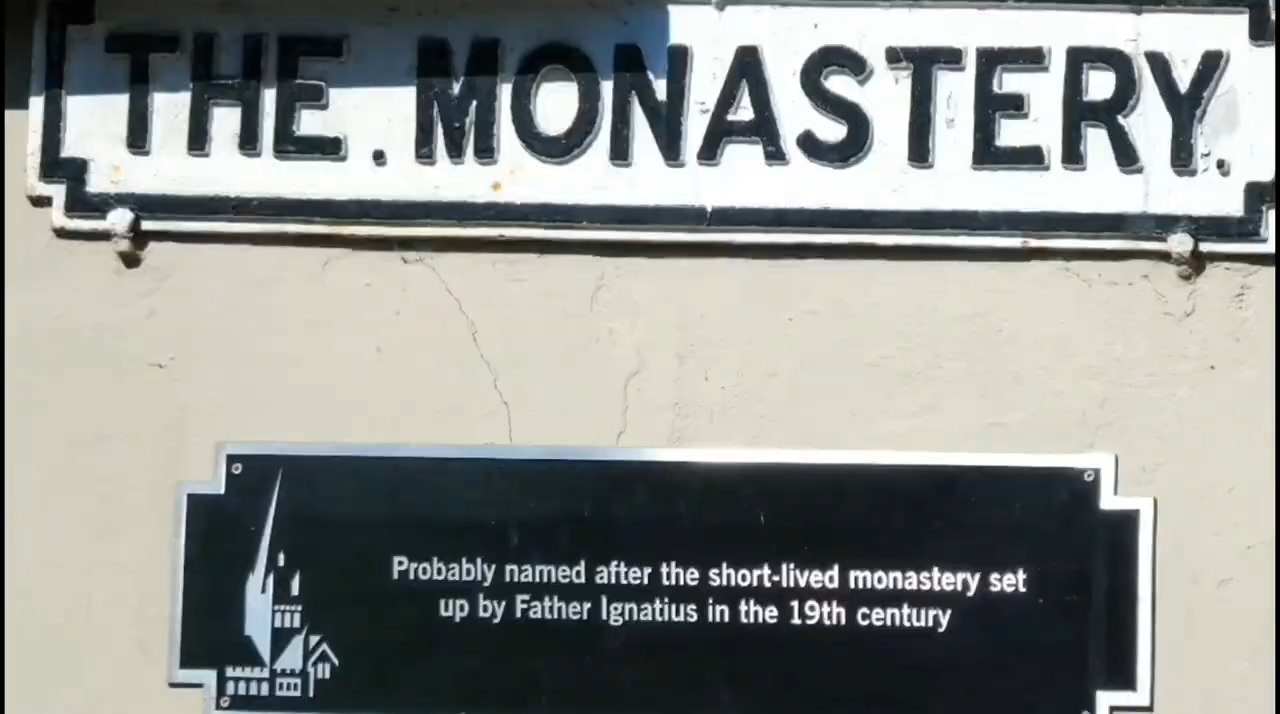 THE. MONASTERY.
Probably named after the short-lived monastery set
up by Father Ignatius in the 19th century